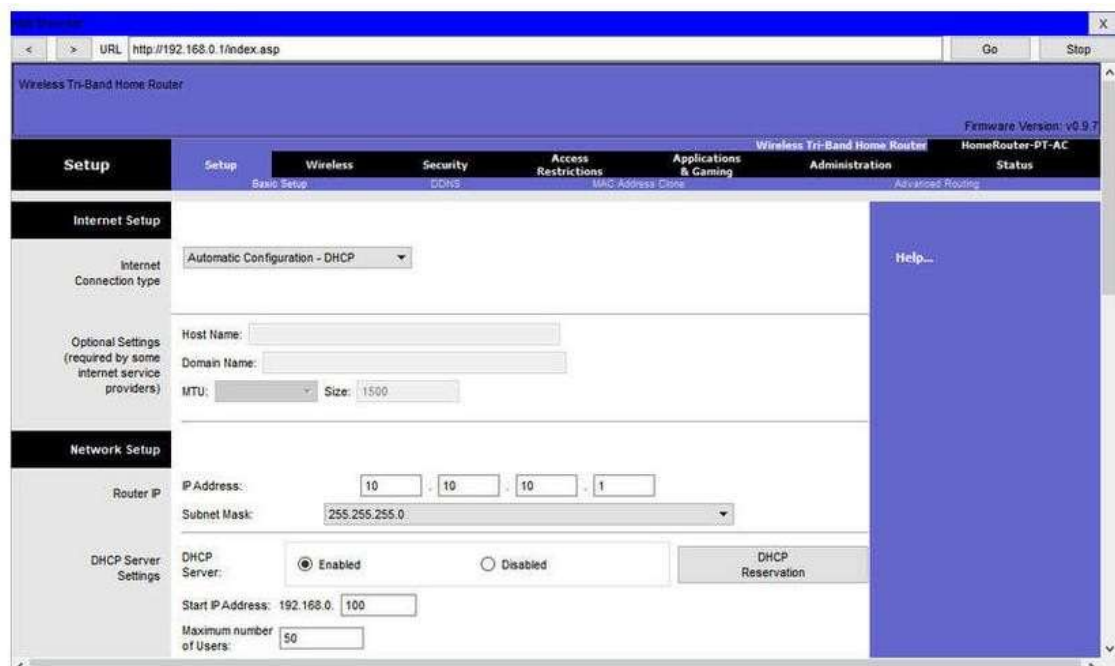 < > URL http://192.168.0.1/index.asp Go Stop X
Wireless Tri-Band Home Router
Firmware Version: v0.9.7
Wireless Tri-Band Home Router HomeRouter-PT-AC
Setup
Setup Wireless Security Access Restrictions Applications & Gaming Administration Status
Basic Setup DDNS MAC Address Clone Advanced Routing
Internet Setup
Internet
Connection type
Automatic Configuration - DHCP
Help...
Optional Settings
(required by some
internet service
providers)
Host Name:
Domain Name:
MTU: Size: 1500
Network Setup
Router IP
IP Address: 10 . 10 . 10 . 1
Subnet Mask: 255.255.255.0
DHCP Server
Settings
DHCP
Server:
Enabled Disabled
DHCP
Reservation
Start IP Address: 192.168.0. 100
Maximum number
of Users: 50